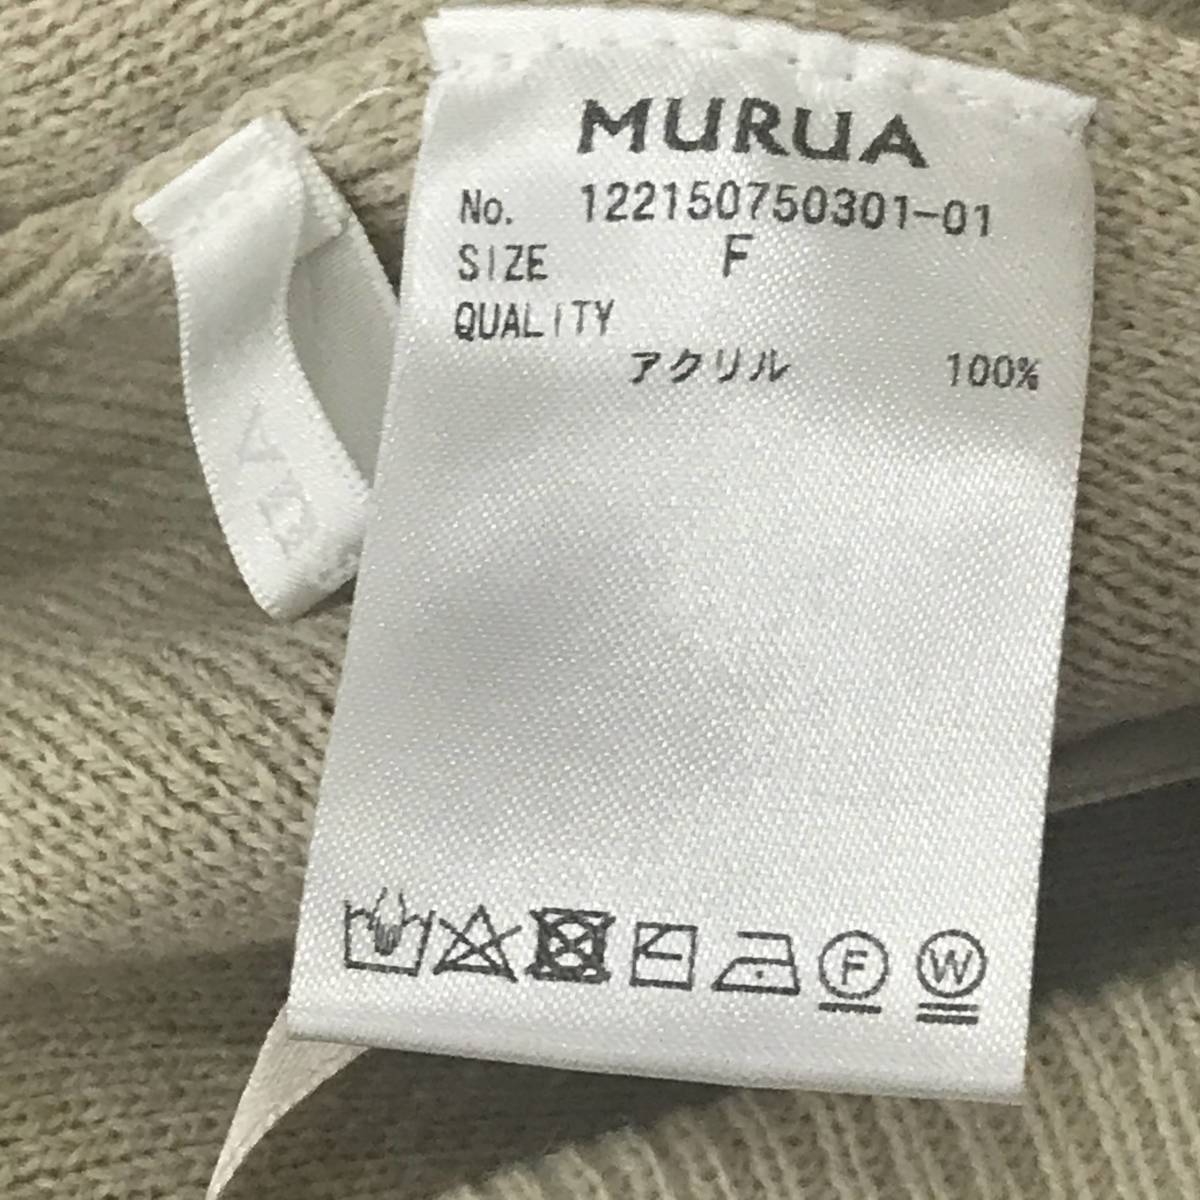 MURUA
No. 122150750301-01
SIZE F
QUALITY
アクリル 100%
F W